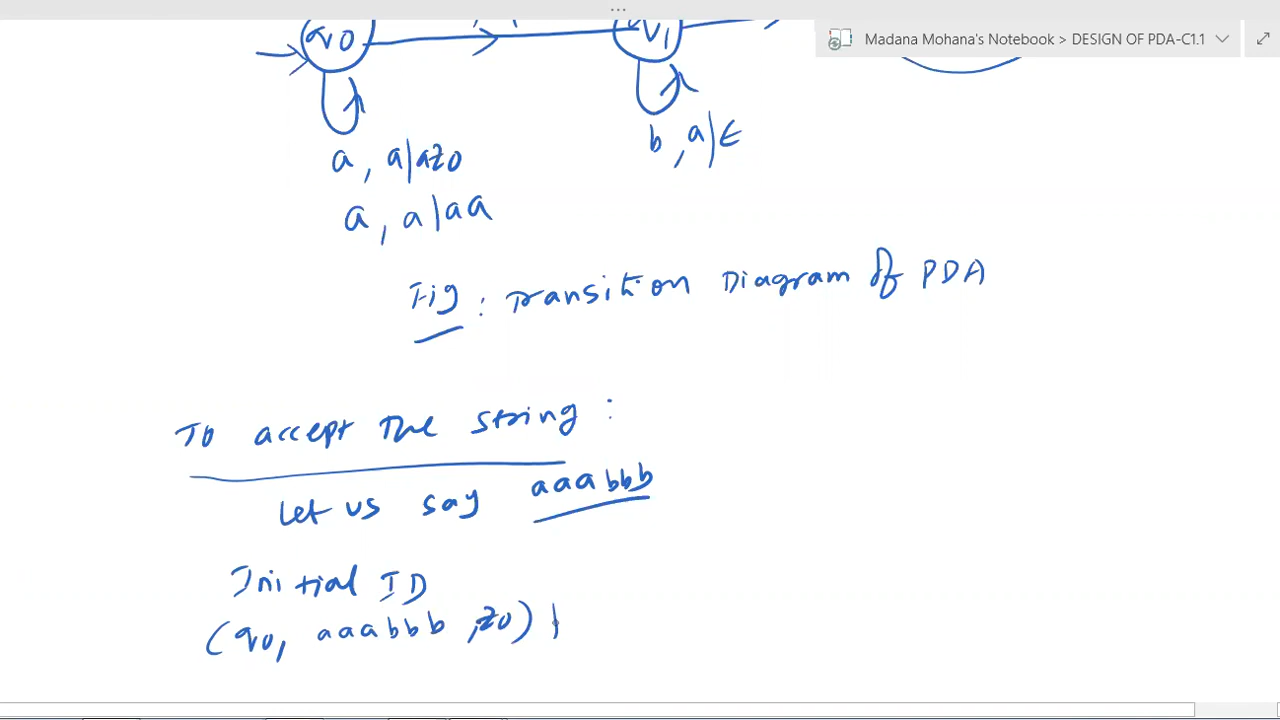 Madana Mohana's Notebook > DESIGN OF PDA-C1.1
q0
q1
b, a|ϵ
a, a|az0
a, a|aa
Fig : Transition Diagram of PDA
To accept the string :
Let us say aaabbb
Initial ID
(q0, aaabbb ,z0) |